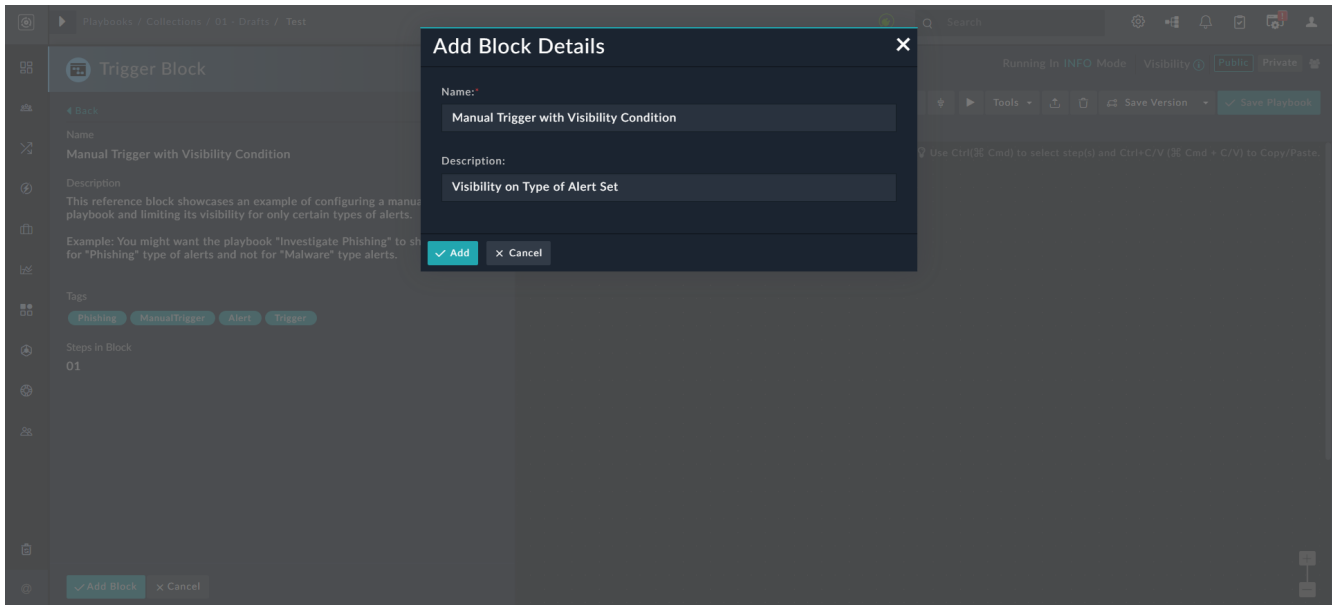 Playbooks / Collections / 01 - Drafts / Test
Search
Trigger Block
Running In INFO Mode
Visibility
Public
Private
Tools
Save Version
Save Playbook
Use Ctrl(⌘ Cmd) to select step(s) and Ctrl+C/V (⌘ Cmd + C/V) to Copy/Paste.
Back
Name
Manual Trigger with Visibility Condition
Description
This reference block showcases an example of configuring a manua
playbook and limiting its visibility for only certain types of alerts.
Example: You might want the playbook "Investigate Phishing" to sh
for "Phishing" type of alerts and not for "Malware" type alerts.
Tags
Phishing ManualTrigger Alert Trigger
Steps in Block
01
Add Block
Cancel
Add Block Details
Name:*
Manual Trigger with Visibility Condition
Description:
Visibility on Type of Alert Set
Add
Cancel